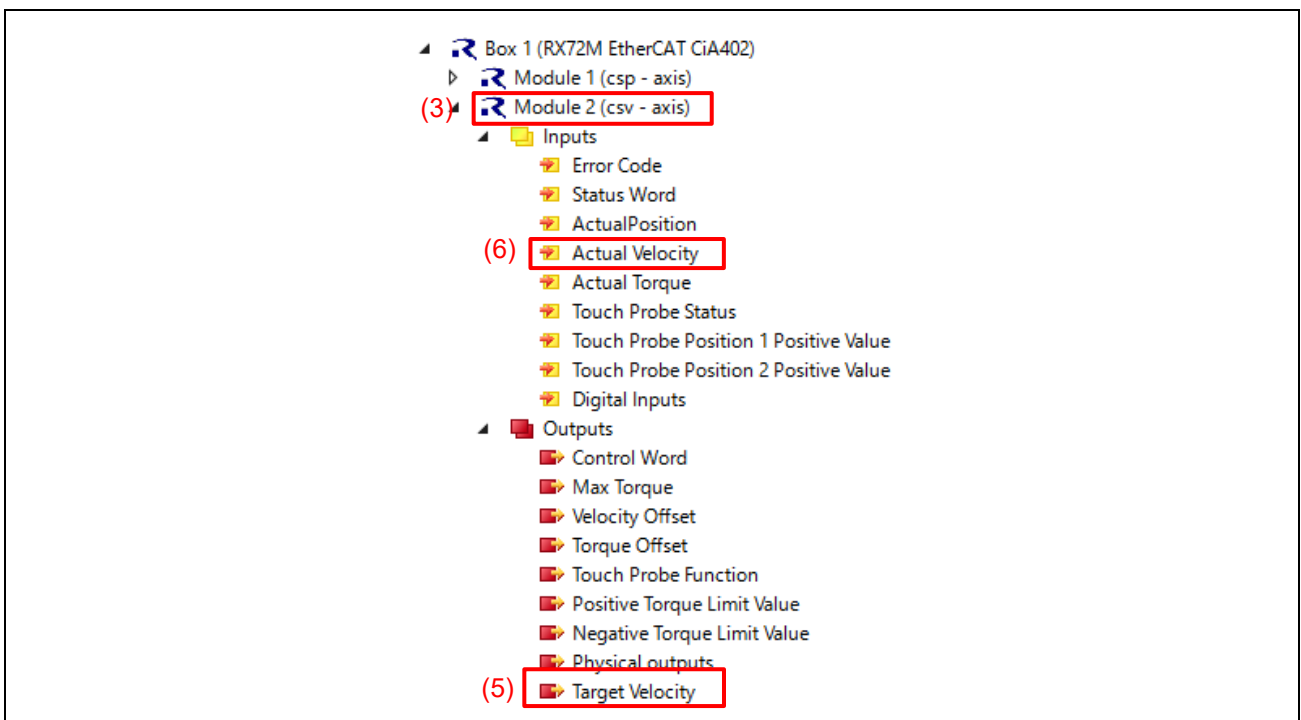 Box 1 (RX72M EtherCAT CiA402)
Module 1 (csp - axis)
(3) Module 2 (csv - axis)
Inputs
Error Code
Status Word
ActualPosition
(6) Actual Velocity
Actual Torque
Touch Probe Status
Touch Probe Position 1 Positive Value
Touch Probe Position 2 Positive Value
Digital Inputs
Outputs
Control Word
Max Torque
Velocity Offset
Torque Offset
Touch Probe Function
Positive Torque Limit Value
Negative Torque Limit Value
Physical outputs
(5) Target Velocity